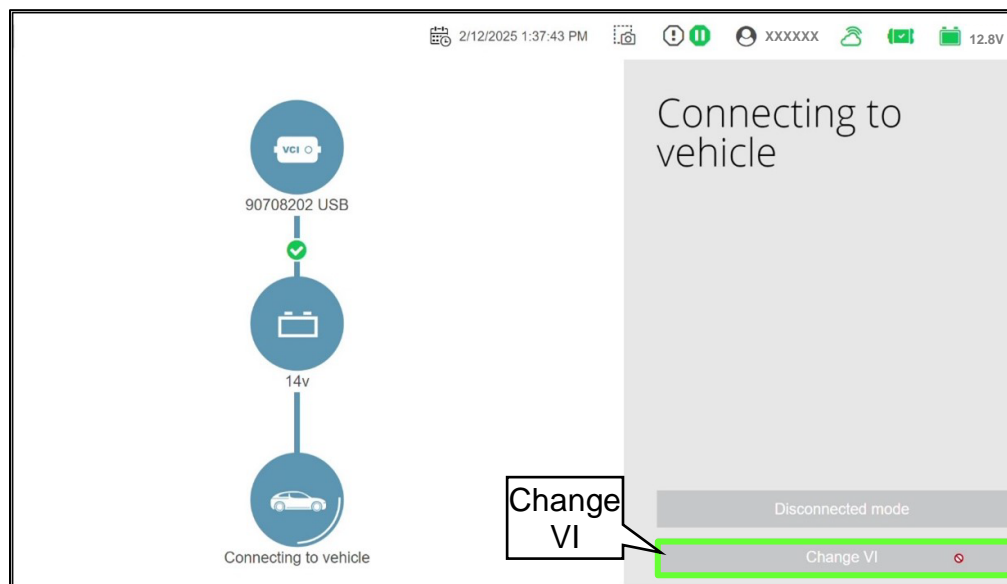 2/12/2025 1:37:43 PM
XXXXXX
12.8V
VCI
90708202 USB
14v
Connecting to vehicle
Connecting to
vehicle
Disconnected mode
Change VI
Change
VI